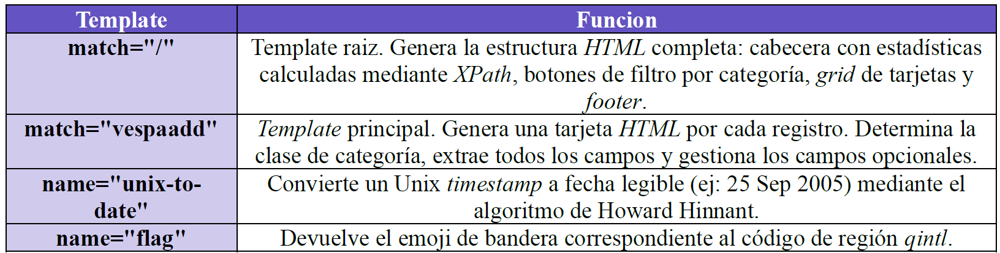 Template Funcion
match="/" Template raiz. Genera la estructura HTML completa: cabecera con estadísticas
calculadas mediante XPath, botones de filtro por categoría, grid de tarjetas y
footer.
match="vespaadd" Template principal. Genera una tarjeta HTML por cada registro. Determina la
clase de categoría, extrae todos los campos y gestiona los campos opcionales.
name="unix-to- Convierte un Unix timestamp a fecha legible (ej: 25 Sep 2005) mediante el
date" algoritmo de Howard Hinnant.
name="flag" Devuelve el emoji de bandera correspondiente al código de región qintl.